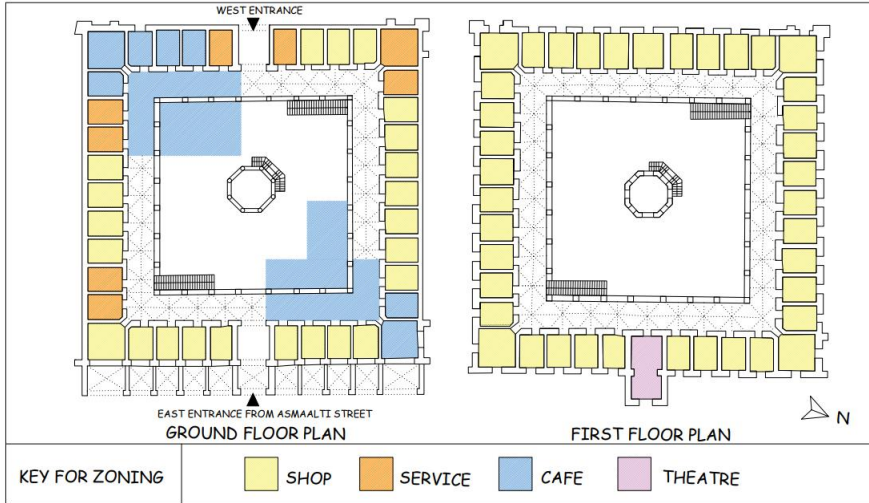 WEST ENTRANCE
EAST ENTRANCE FROM ASMAALTI STREET
GROUND FLOOR PLAN
FIRST FLOOR PLAN
N
KEY FOR ZONING
SHOP
SERVICE
CAFE
THEATRE